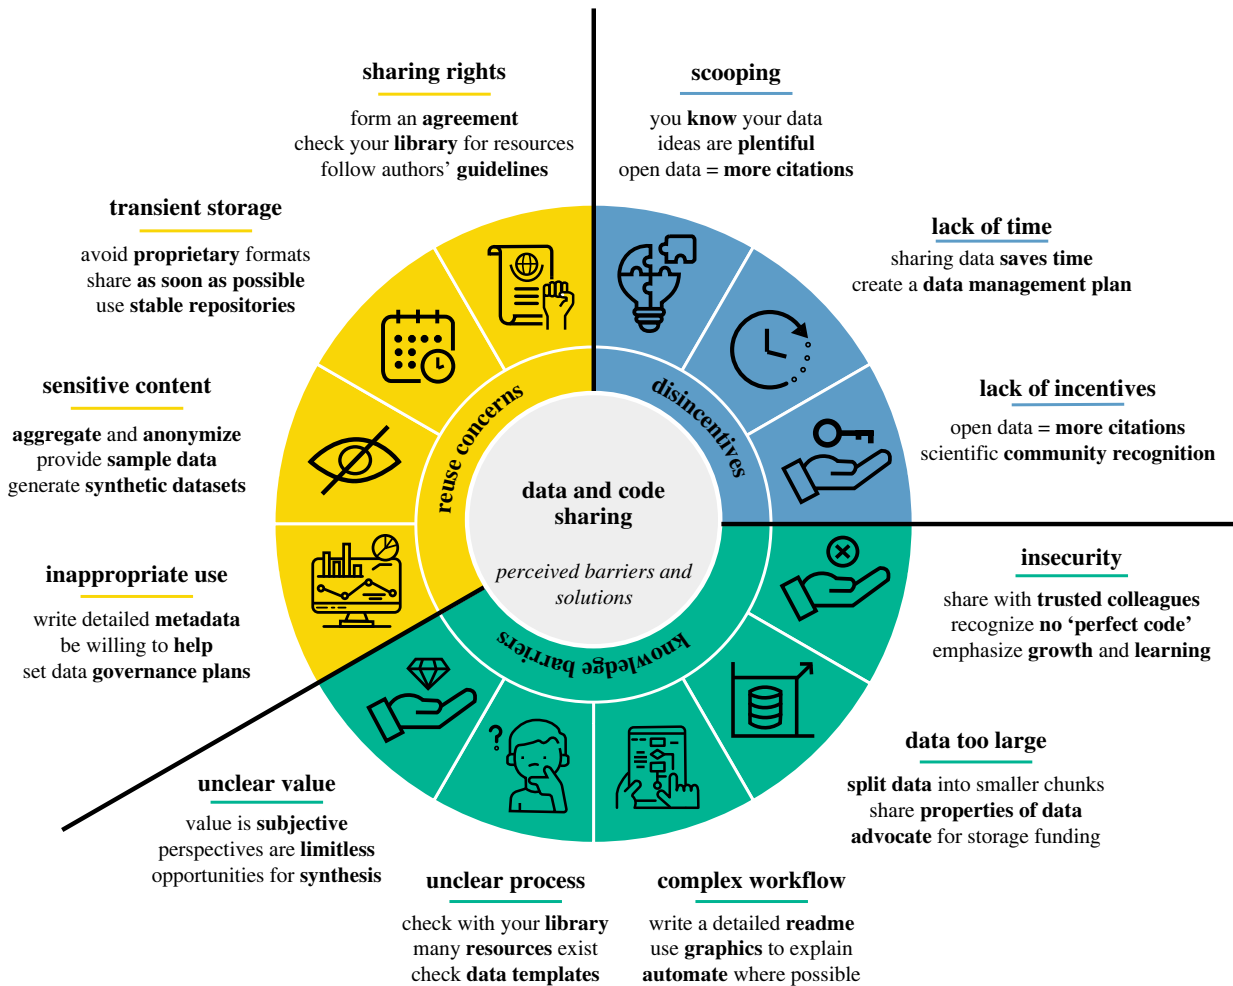 sharing rights
form an agreement
check your library for resources
follow authors’ guidelines
scooping
you know your data
ideas are plentiful
open data = more citations
transient storage
avoid proprietary formats
share as soon as possible
use stable repositories
lack of time
sharing data saves time
create a data management plan
sensitive content
aggregate and anonymize
provide sample data
generate synthetic datasets
lack of incentives
open data = more citations
scientific community recognition
reuse concerns
disincentives
knowledge barriers
data and code
sharing
perceived barriers and
solutions
inappropriate use
write detailed metadata
be willing to help
set data governance plans
insecurity
share with trusted colleagues
recognize no ‘perfect code’
emphasize growth and learning
?
data too large
split data into smaller chunks
share properties of data
advocate for storage funding
unclear value
value is subjective
perspectives are limitless
opportunities for synthesis
unclear process
check with your library
many resources exist
check data templates
complex workflow
write a detailed readme
use graphics to explain
automate where possible